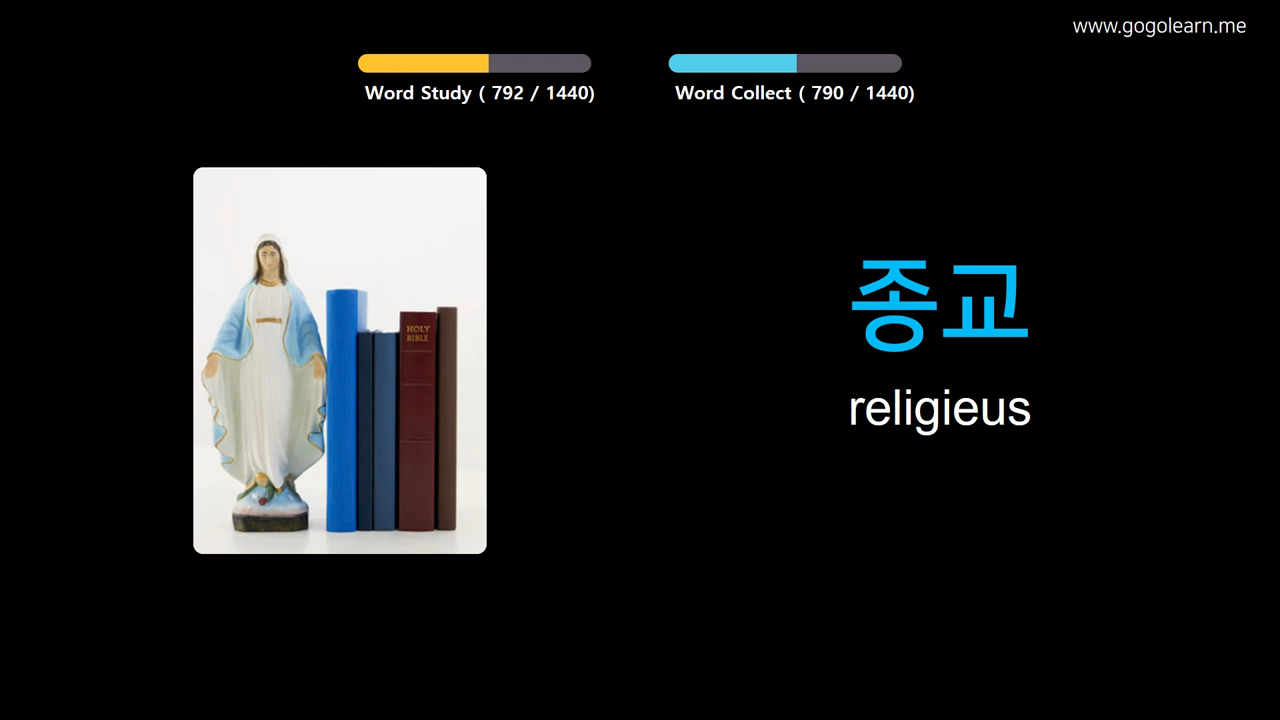 www.gogolearn.me
Word Study ( 792 / 1440)
Word Collect ( 790 / 1440)
HOLY
BIBLE
종교
religieus